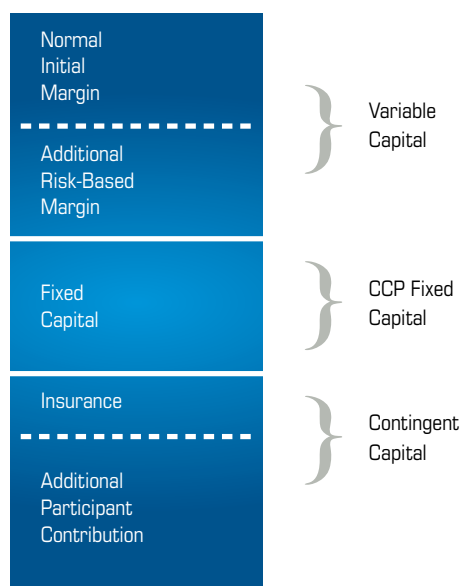 Normal
Initial
Margin
Variable
Capital
Additional
Risk-Based
Margin
Fixed
Capital
CCP Fixed
Capital
Insurance
Contingent
Capital
Additional
Participant
Contribution